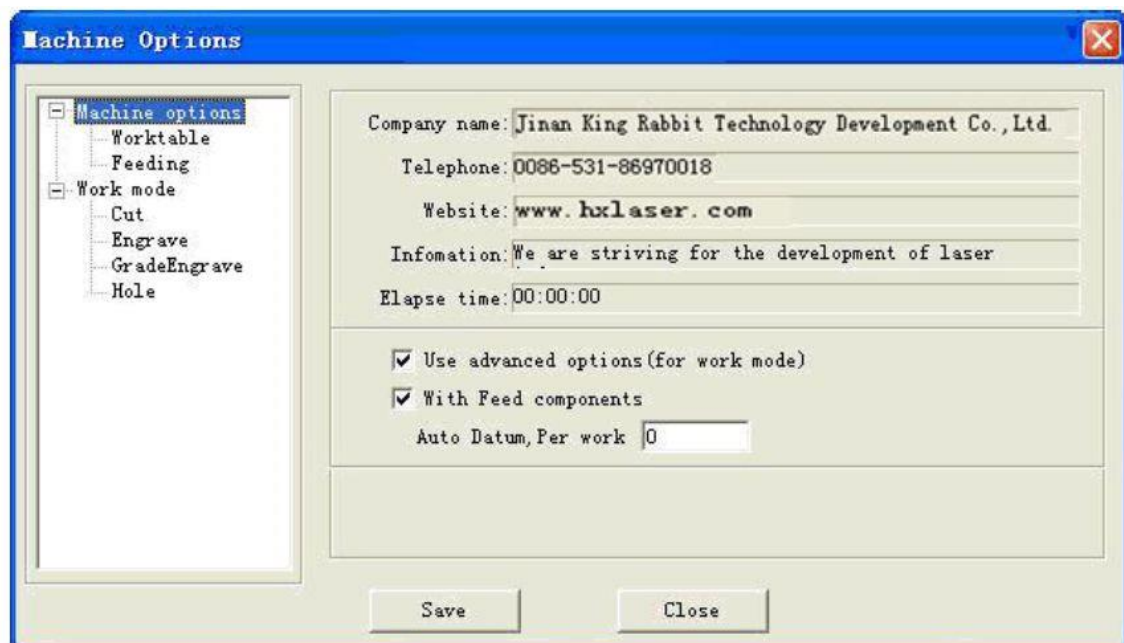 Machine Options
Machine options
Worktable
Feeding
Work mode
Cut
Engrave
GradeEngrave
Hole
Company name: Jinan King Rabbit Technology Development Co.,Ltd.
Telephone: 0086-531-86970018
Website: www.hxlaser.com
Infomation: We are striving for the development of laser
Elapse time: 00:00:00
Use advanced options(for work mode)
With Feed components
Auto Datum,Per work 0
Save
Close